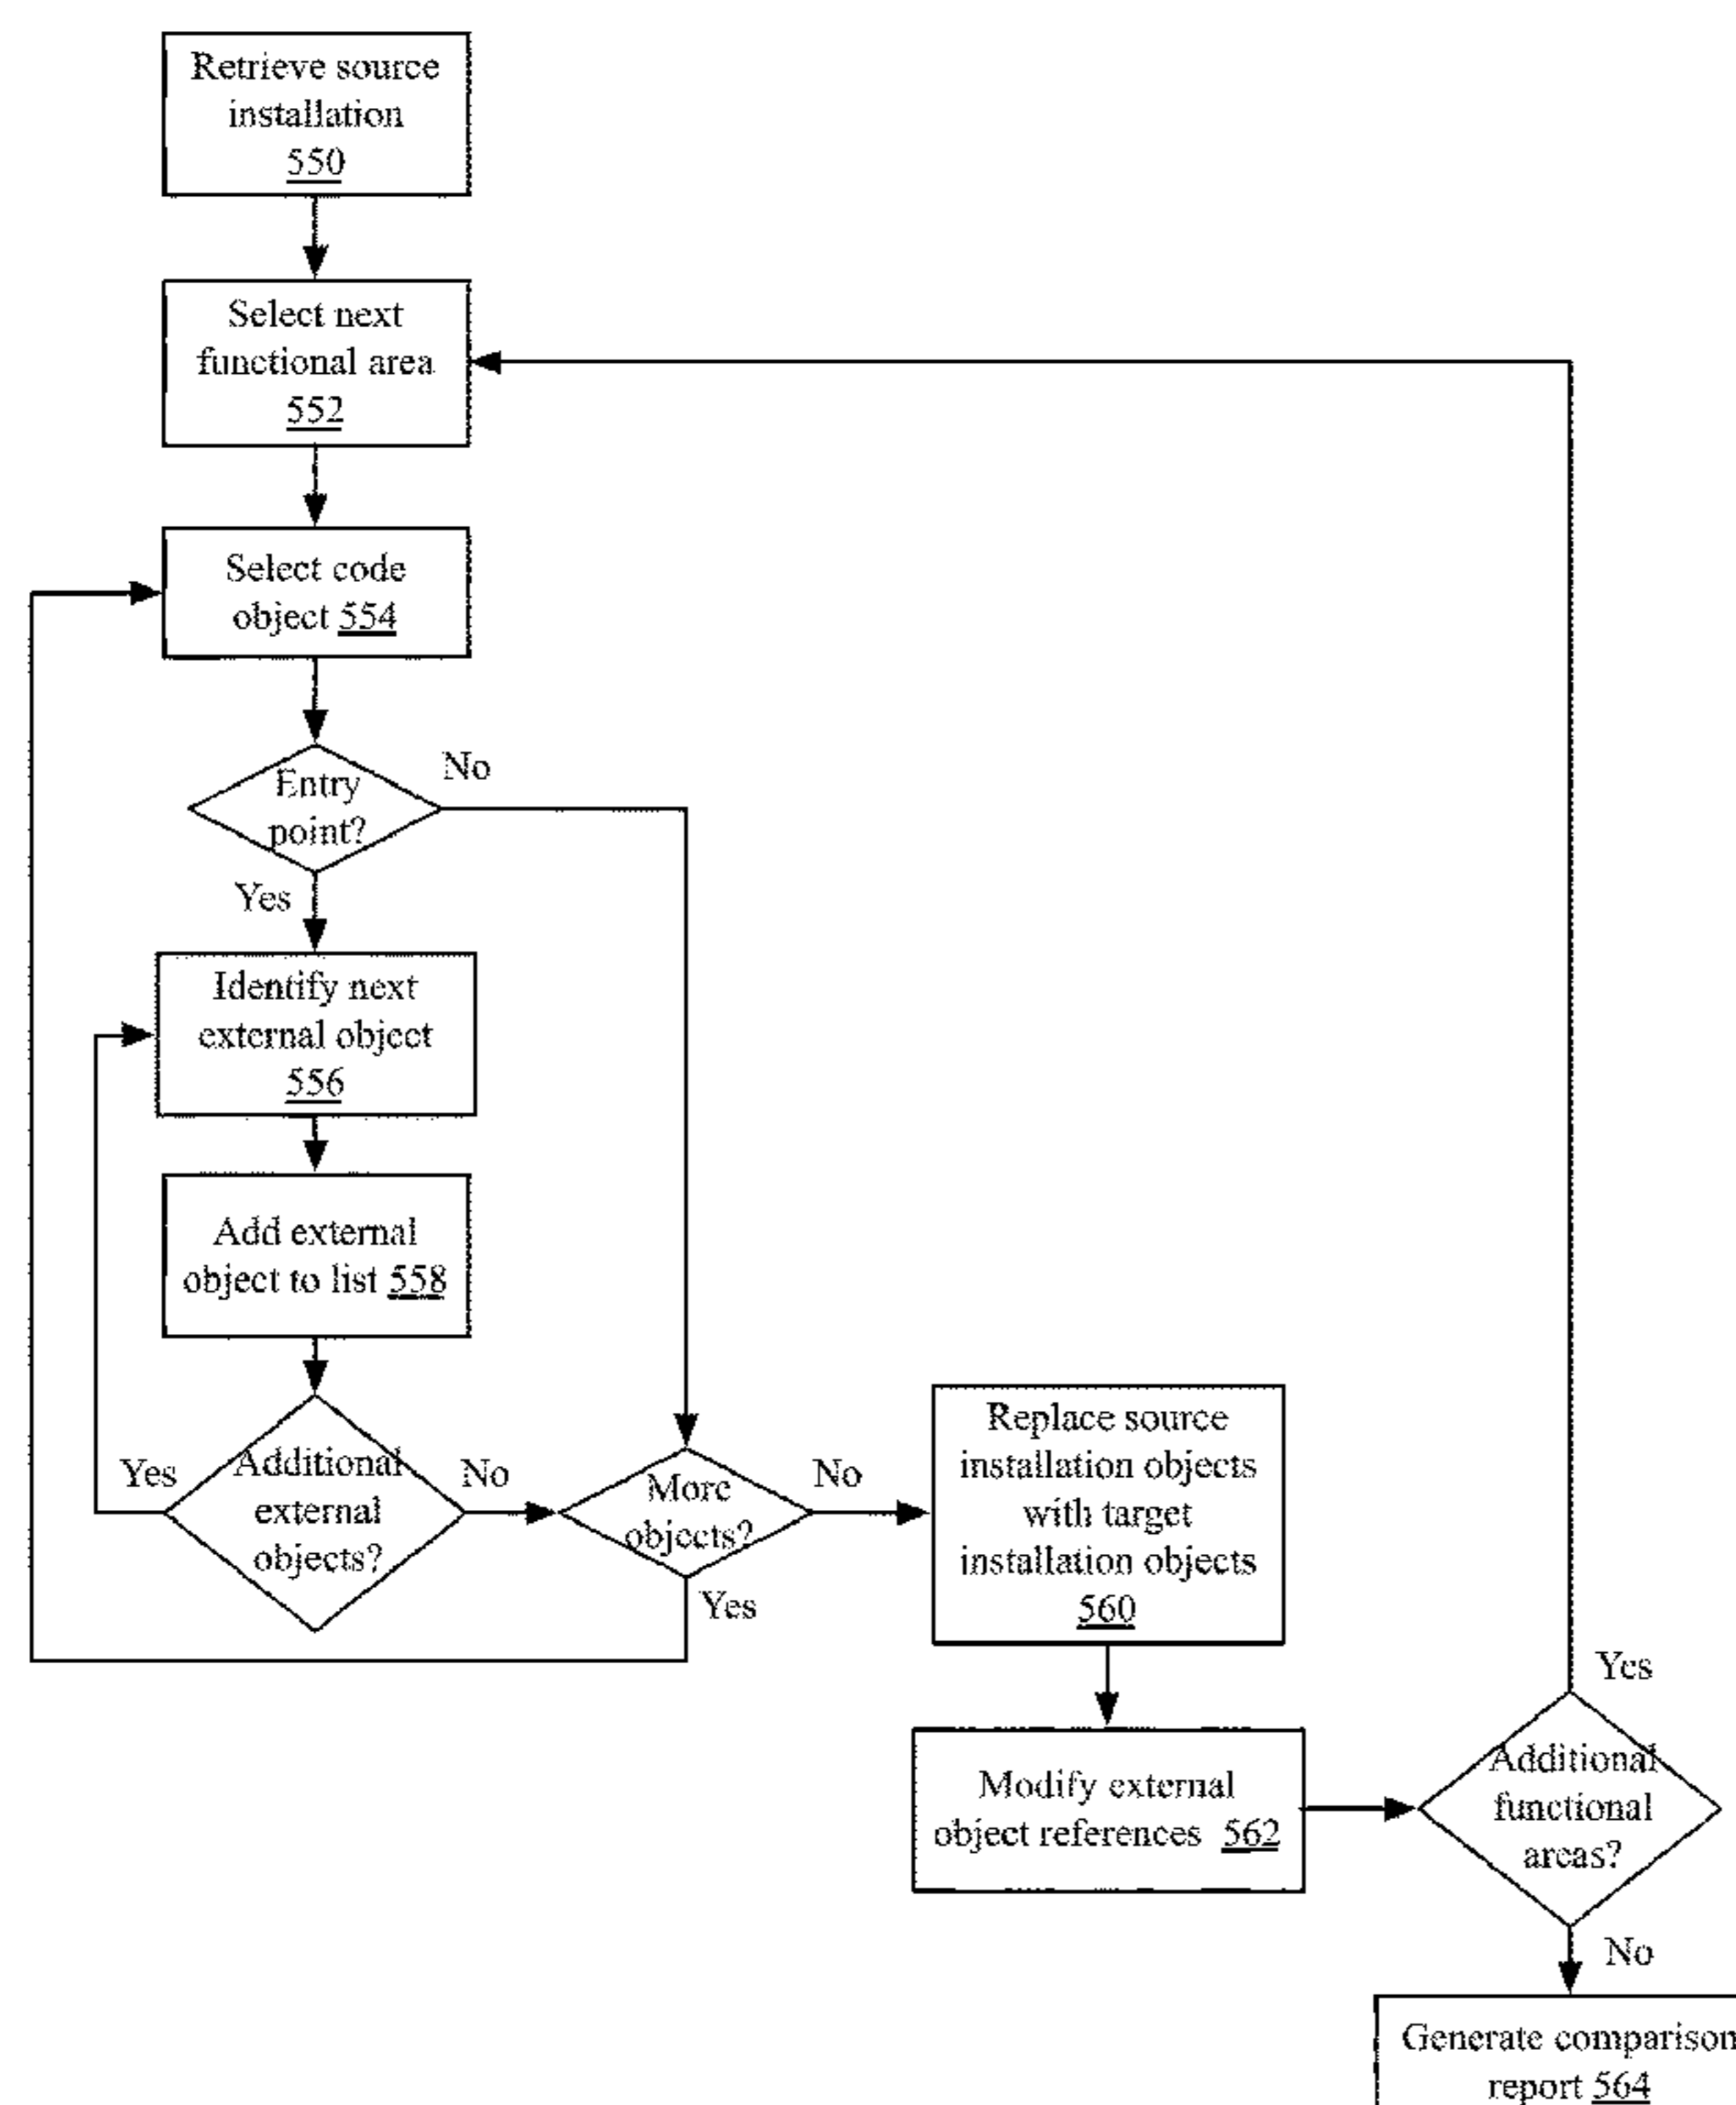 Retrieve source
installation
550
Select next
functional area
552
Select code
object 554
Entry
point?
No
Yes
Identify next
external object
556
Add external
object to list 558
Additional
external
objects?
Yes
No
More
objects?
No
Yes
Replace source
installation objects
with target
installation objects
560
Modify external
object references 562
Additional
functional
areas?
Yes
No
Generate comparison
report 564